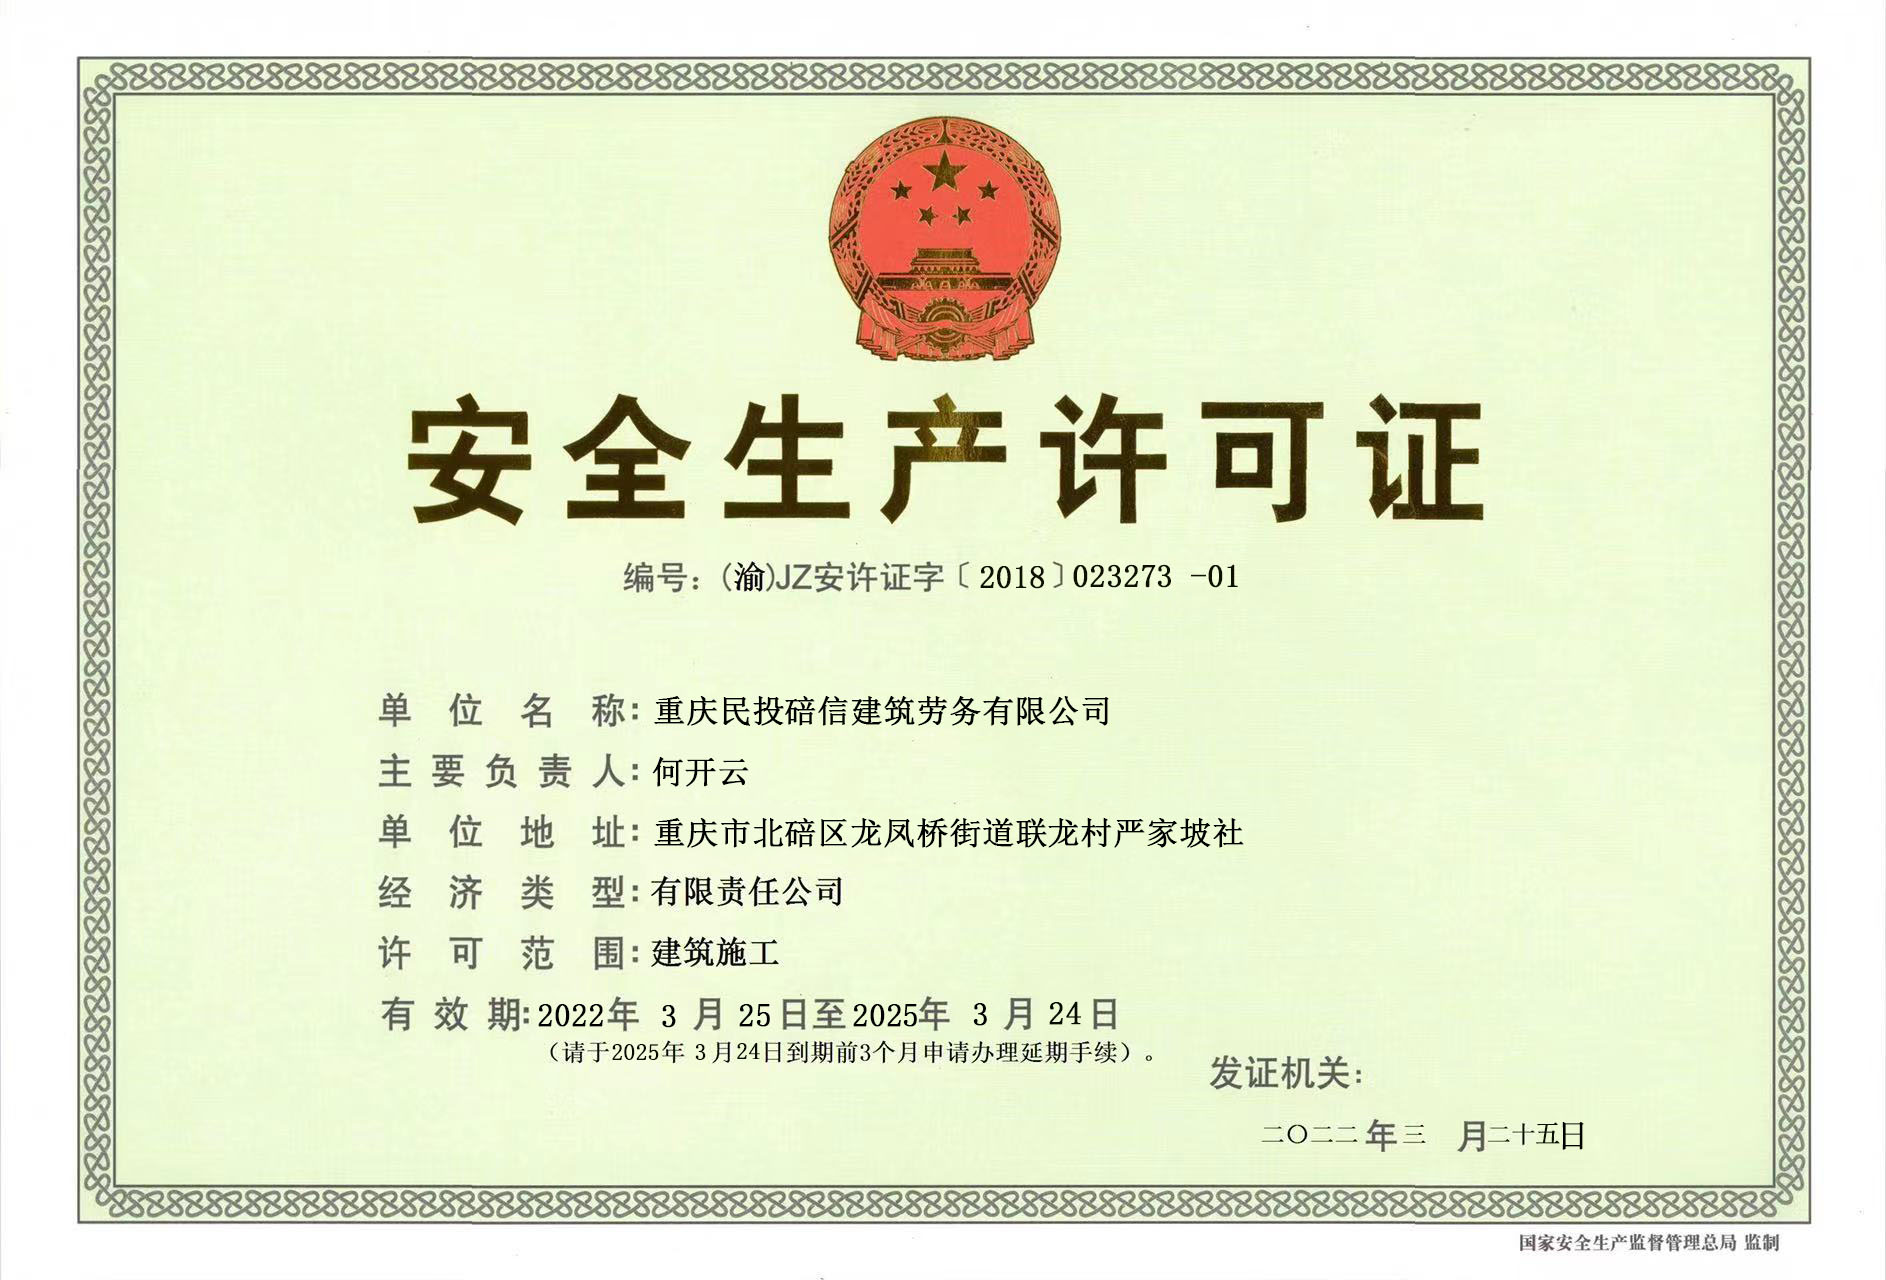 安全生产许可证
编号：(渝)JZ安许证字〔2018〕023273 -01
单位名称：重庆民投碚信建筑劳务有限公司
主要负责人：何开云
单位地址：重庆市北碚区龙凤桥街道联龙村严家坡社
经济类型：有限责任公司
许可范围：建筑施工
有效期：2022年 3 月 25 日至 2025年 3 月 24 日
（请于2025年 3 月24日到期前3个月申请办理延期手续）。
发证机关：
二〇二二 年 三 月二十五日
国家安全生产监督管理总局 监制